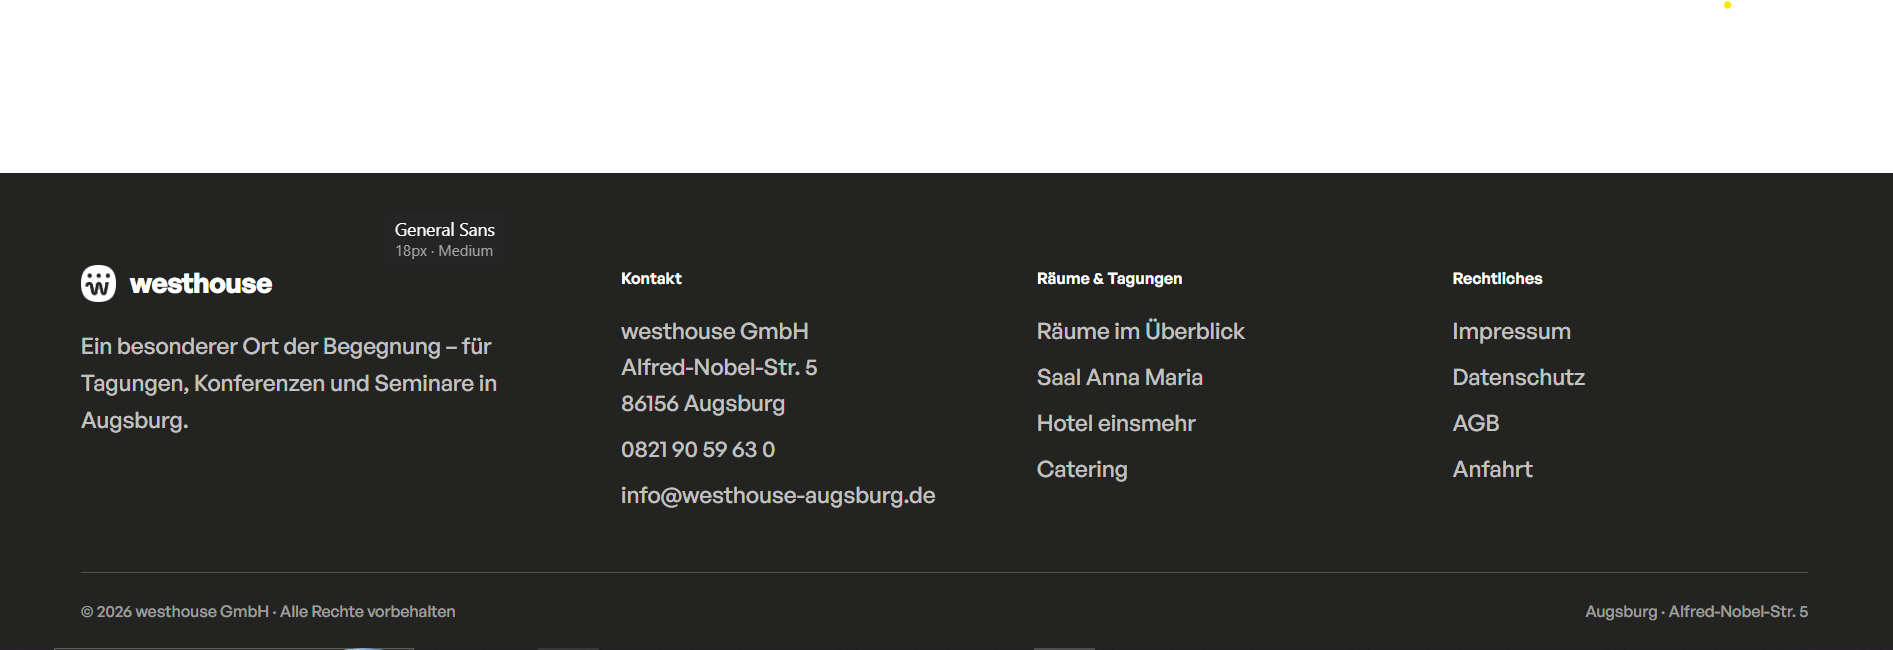 General Sans
18px · Medium
westhouse
Ein besonderer Ort der Begegnung – für
Tagungen, Konferenzen und Seminare in
Augsburg.
Kontakt
westhouse GmbH
Alfred-Nobel-Str. 5
86156 Augsburg
0821 90 59 63 0
info@westhouse-augsburg.de
Räume & Tagungen
Räume im Überblick
Saal Anna Maria
Hotel einsmehr
Catering
Rechtliches
Impressum
Datenschutz
AGB
Anfahrt
© 2026 westhouse GmbH · Alle Rechte vorbehalten
Augsburg · Alfred-Nobel-Str. 5